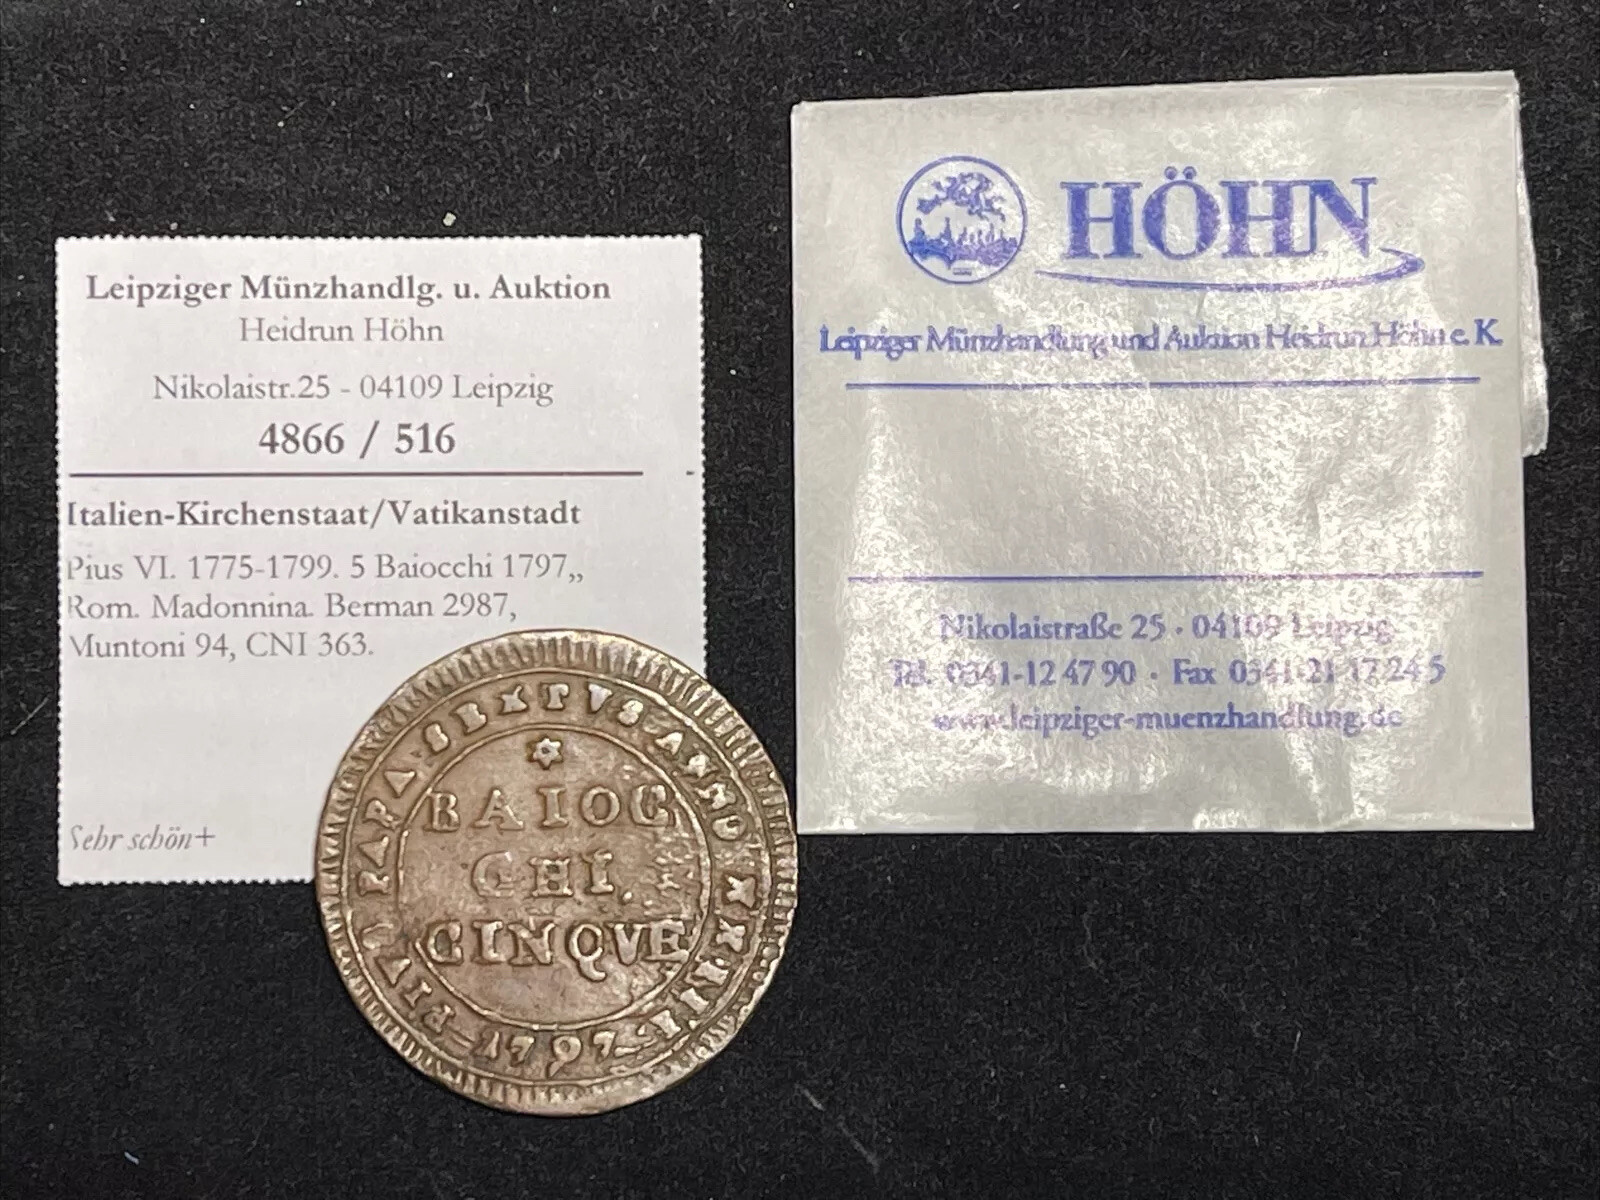 Leipziger Münzhandlg. u. Auktion
Heidrun Höhn
Nikolaistr.25 - 04109 Leipzig
4866 / 516
Italien-Kirchenstaat/Vatikanstadt
Pius VI. 1775-1799. 5 Baiocchi 1797,,
Rom. Madonnina. Berman 2987,
Muntoni 94, CNI 363.
Sehr schön+
HÖHN
Leipziger Münzhandlung und Auktion Heidrun Höhn e. K.
Nikolaistraße 25 · 04109 Leipzig
Tel. 0341-12 47 90 · Fax 0341-21 17 24 5
www.leipziger-muenzhandlung.de
PAPA SEXTVS ANNO
BAIOC
CHI
CINQVE
1797